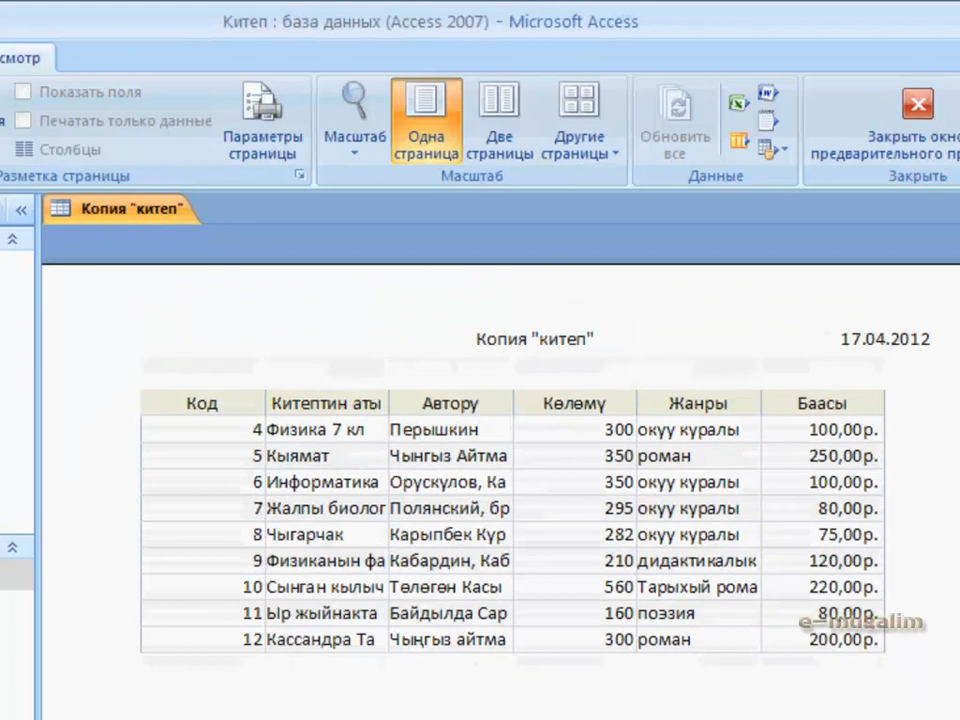 Китеп : база данных (Access 2007) - Microsoft Access
смотр
Показать поля
Печатать только данные
Столбцы
Параметры страницы
Масштаб
Одна страница
Две страницы
Другие страницы
Обновить все
Закрыть окно
предварительного пр
Разметка страницы
Масштаб
Данные
Закрыть
Копия "китеп"
Копия "китеп" 17.04.2012
Код Китептин аты Автору Көлөмү Жанры Баасы
4 Физика 7 кл Перышкин 300 окуу куралы 100,00р.
5 Кыямат Чынгыз Айтма 350 роман 250,00р.
6 Информатика Орускулов, Ка 350 окуу куралы 100,00р.
7 Жалпы биолог Полянский, бр 295 окуу куралы 80,00р.
8 Чыгарчак Карыпбек Кур 282 окуу куралы 75,00р.
9 Физиканын фа Кабардин, Каб 210 дидактикалык 120,00р.
10 Сынган кылыч Төлөгөн Касы 560 Тарыхый рома 220,00р.
11 Ыр жыйнакта Байдылда Сар 160 поэзия 80,00р.
12 Кассандра Та Чыңгыз айтма 300 роман 200,00р.
e-mugalim